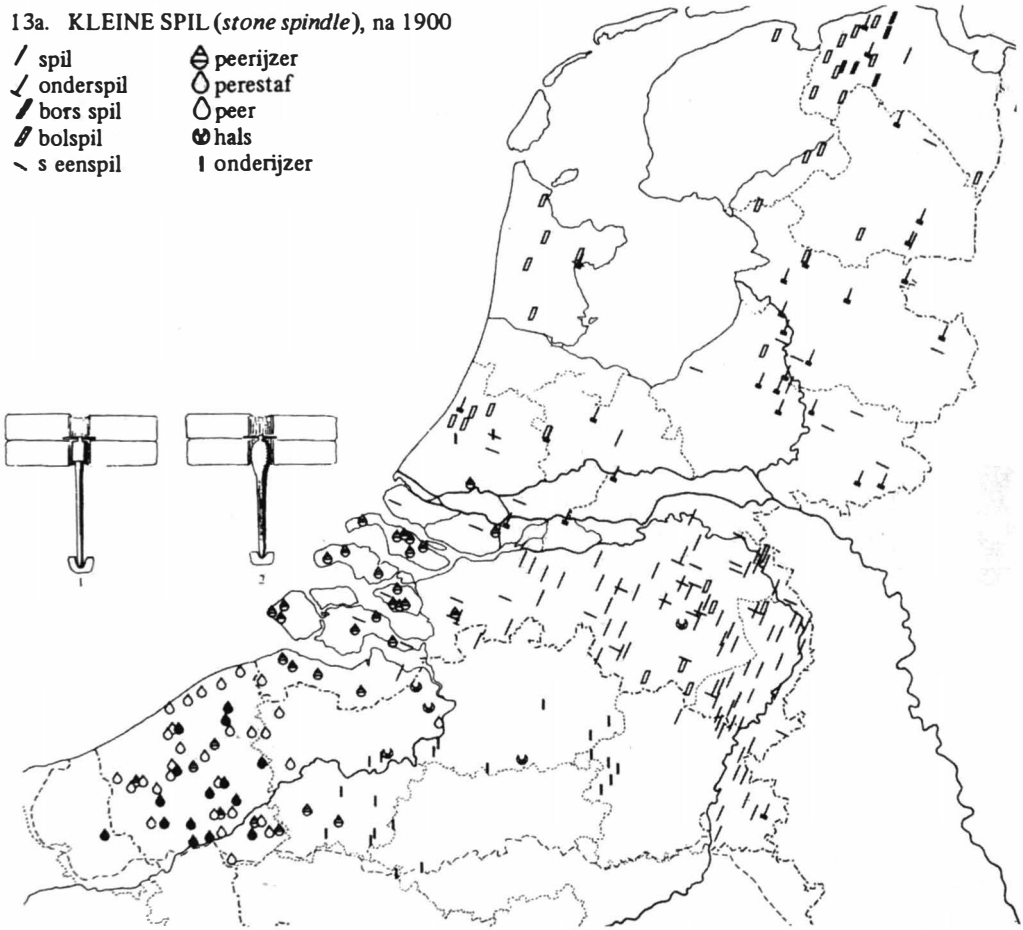 13a. KLEINE SPIL (stone spindle), na 1900
spil
onderspil
bors spil
bolspil
s eenspil
peerijzer
perestaf
peer
hals
onderijzer
1
2